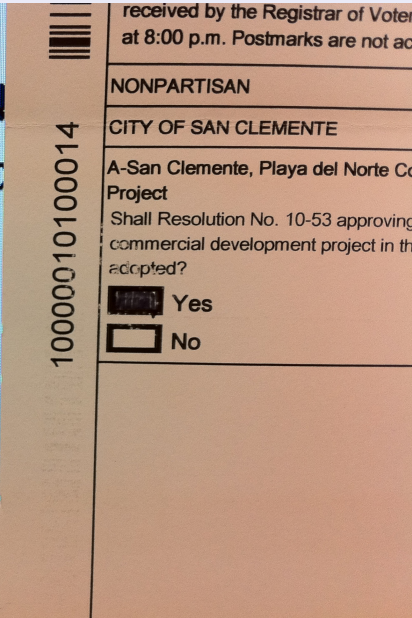 received by the Registrar of Voter
at 8:00 p.m. Postmarks are not ac
NONPARTISAN
CITY OF SAN CLEMENTE
A-San Clemente, Playa del Norte Co
Project
Shall Resolution No. 10-53 approving
commercial development project in th
adopted?
Yes
No
10000010100014